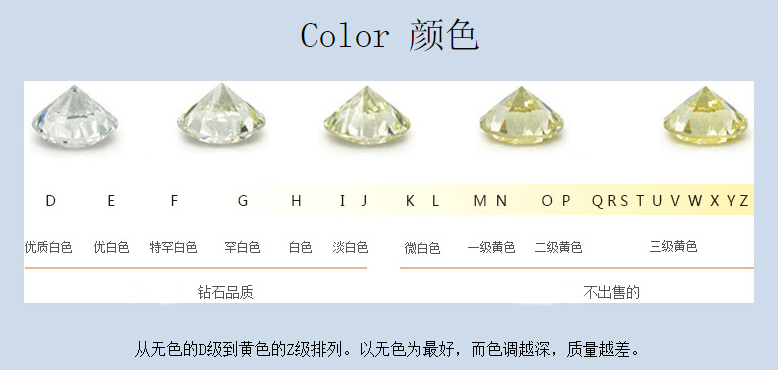 Color 颜色
D E F G H I J K L M N O P Q R S T U V W X Y Z
优质白色 优白色 特罕白色 罕白色 白色 淡白色 微白色 一级黄色 二级黄色 三级黄色
钻石品质 不出售的
从无色的D级到黄色的Z级排列。以无色为最好，而色调越深，质量越差。